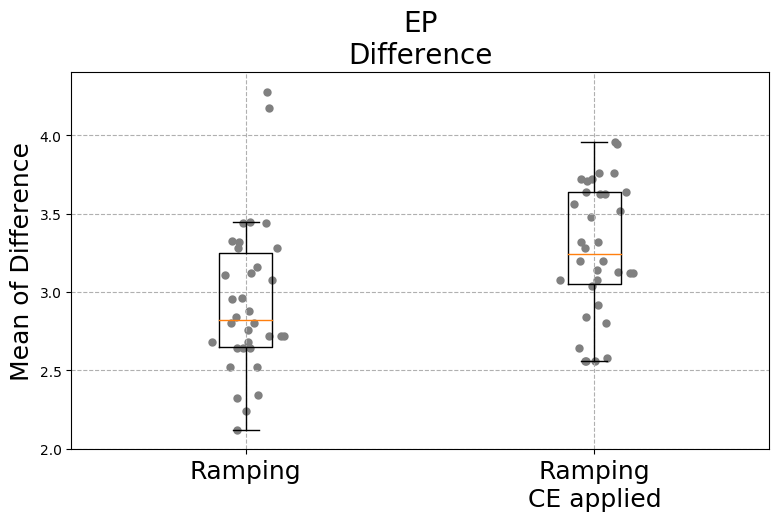 EP
Difference
Mean of Difference
4.0
3.5
3.0
2.5
2.0
Ramping
Ramping
CE applied